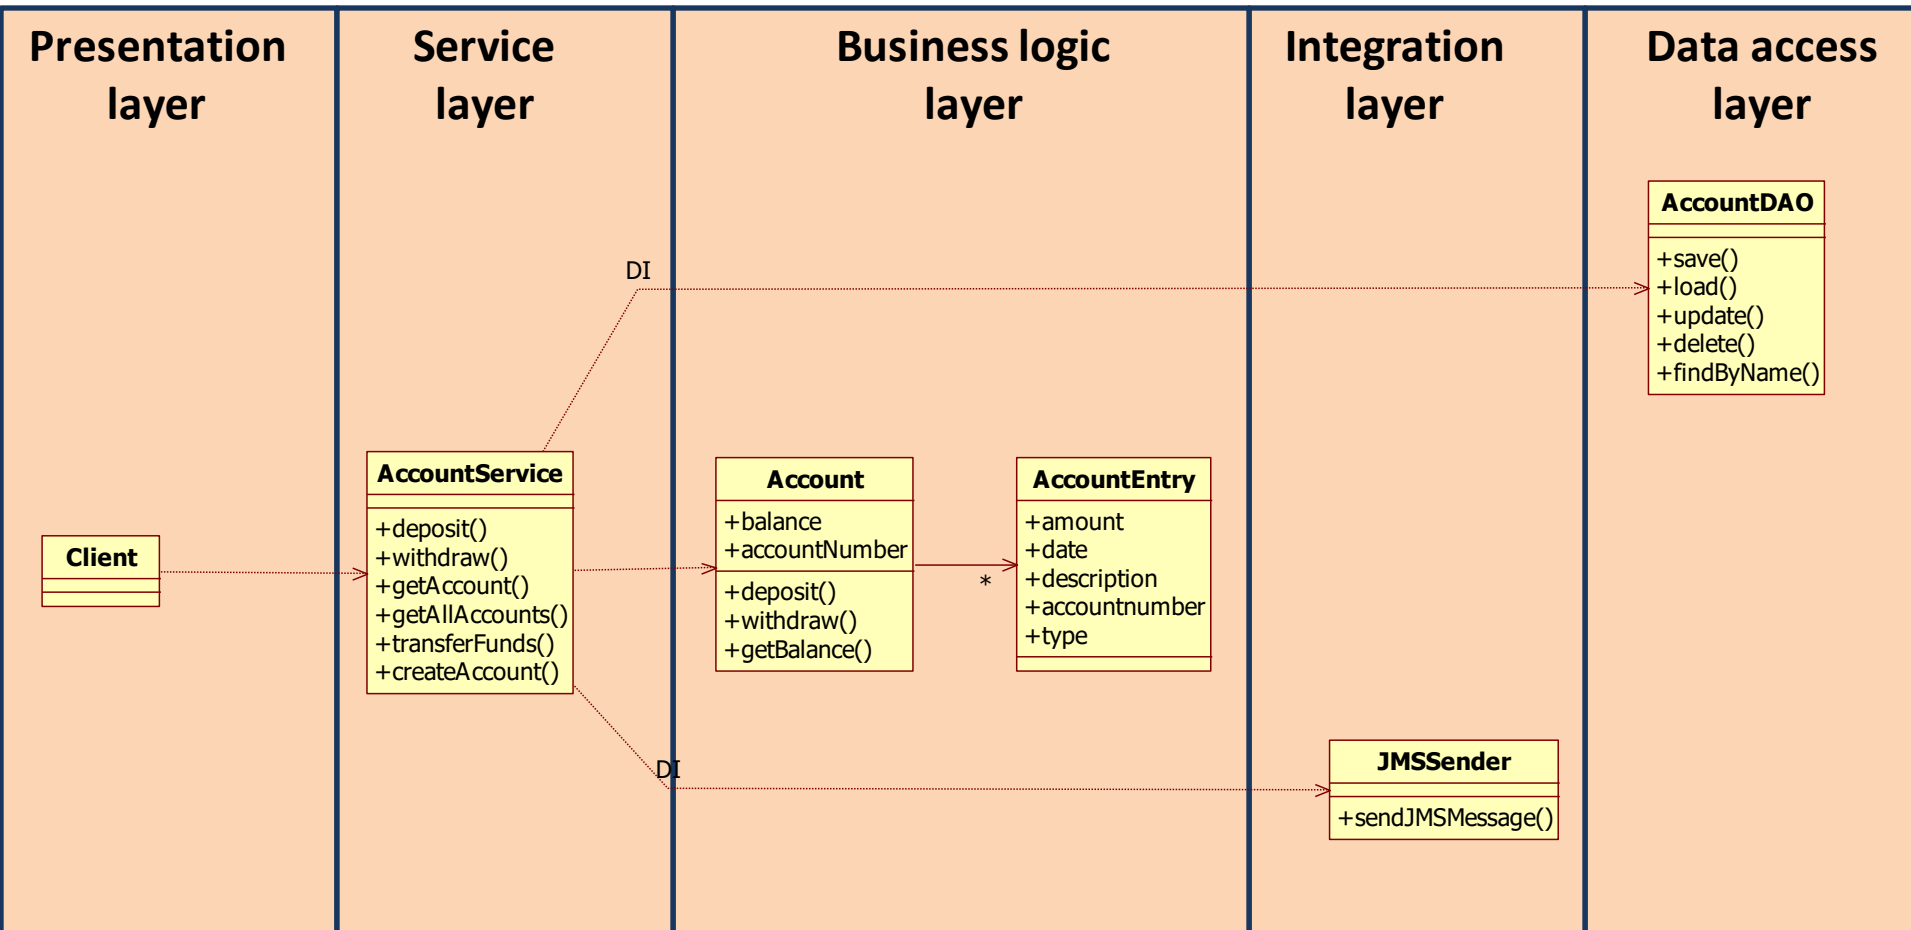 Presentation
layer
Service
layer
Business logic
layer
Integration
layer
Data access
layer
AccountDAO
+save()
+load()
+update()
+delete()
+findByName()
DI
AccountService
+deposit()
+withdraw()
+getAccount()
+getAllAccounts()
+transferFunds()
+createAccount()
Client
Account
+balance
+accountNumber
+deposit()
+withdraw()
+getBalance()
*
AccountEntry
+amount
+date
+description
+accountnumber
+type
DI
JMSSender
+sendJMSMessage()